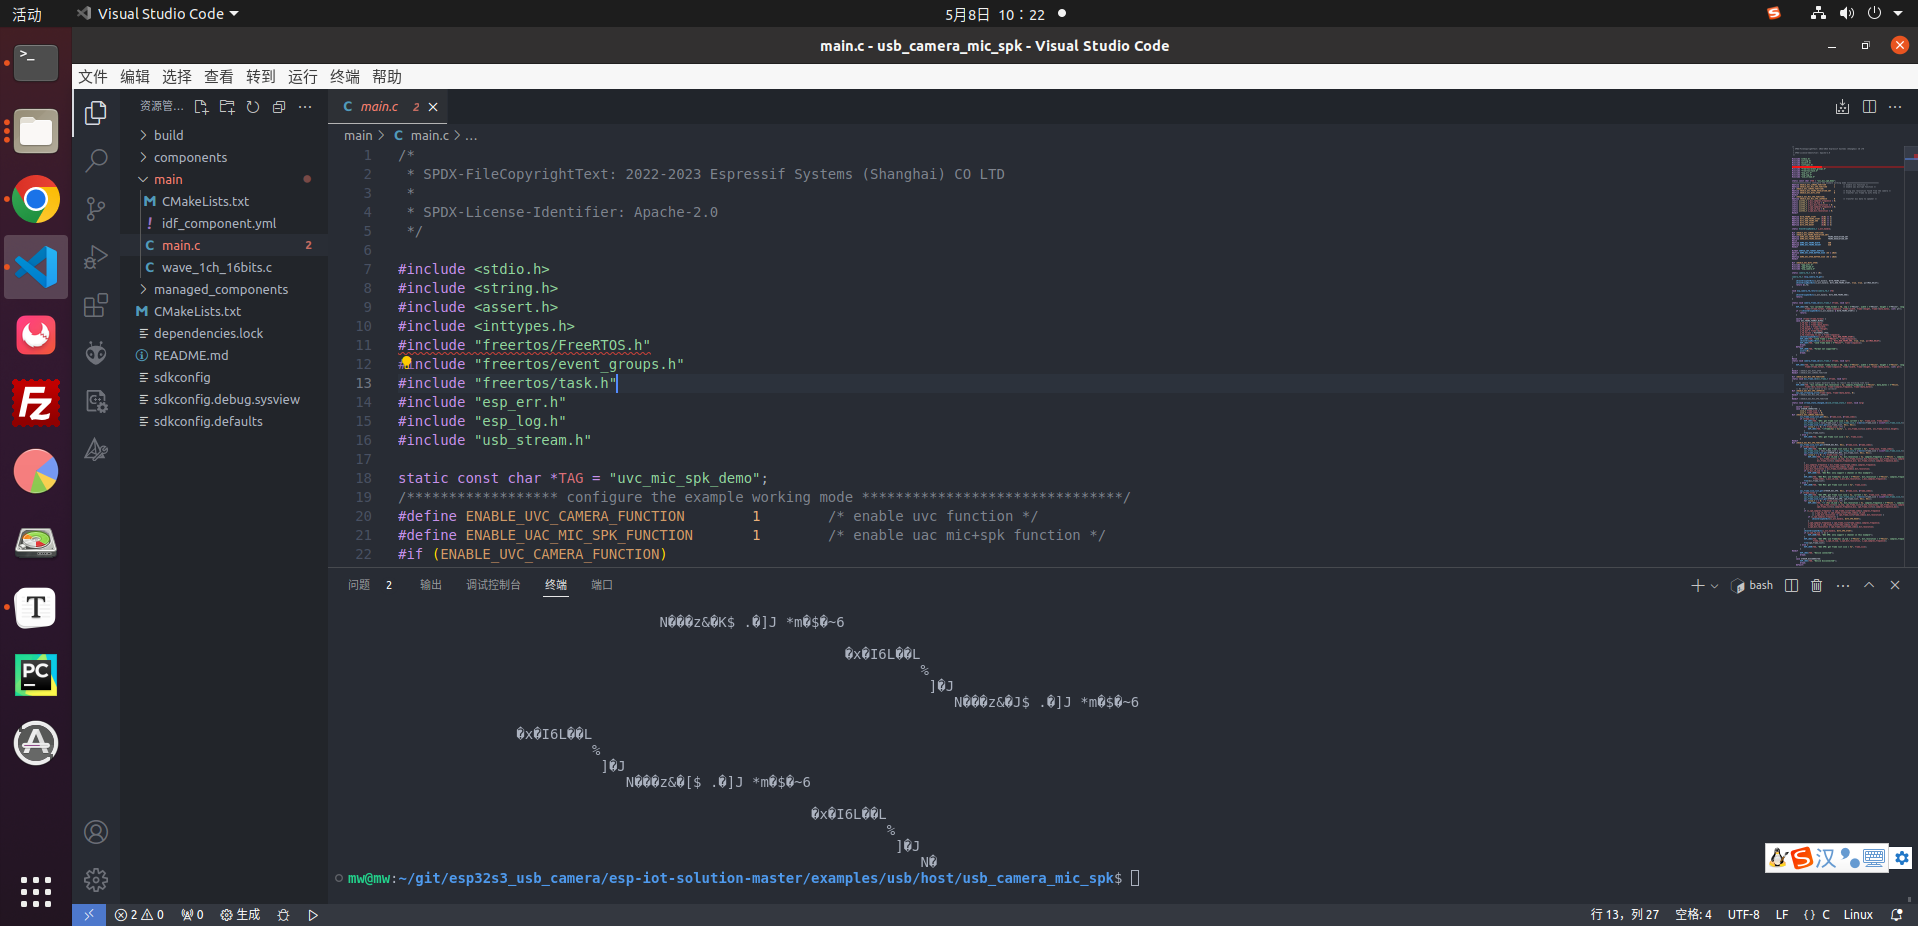 活动
Visual Studio Code
5月8日 10：22
main.c - usb_camera_mic_spk - Visual Studio Code
文件 编辑 选择 查看 转到 运行 终端 帮助
资源管...
build
components
main
CMakeLists.txt
idf_component.yml
main.c 2
wave_1ch_16bits.c
managed_components
CMakeLists.txt
dependencies.lock
README.md
sdkconfig
sdkconfig.debug.sysview
sdkconfig.defaults
C main.c 2
main > C main.c > ...
1 /*
2 * SPDX-FileCopyrightText: 2022-2023 Espressif Systems (Shanghai) CO LTD
3 *
4 * SPDX-License-Identifier: Apache-2.0
5 */
6
7 #include <stdio.h>
8 #include <string.h>
9 #include <assert.h>
10 #include <inttypes.h>
11 #include "freertos/FreeRTOS.h"
12 #include "freertos/event_groups.h"
13 #include "freertos/task.h"
14 #include "esp_err.h"
15 #include "esp_log.h"
16 #include "usb_stream.h"
17
18 static const char *TAG = "uvc_mic_spk_demo";
19 /****************** configure the example working mode *******************************/
20 #define ENABLE_UVC_CAMERA_FUNCTION 1 /* enable uvc function */
21 #define ENABLE_UAC_MIC_SPK_FUNCTION 1 /* enable uac mic+spk function */
22 #if (ENABLE_UVC_CAMERA_FUNCTION)
问题 2 输出 调试控制台 终端 端口
bash
N���z&�K$ .�]J *m�$�~6
�x�I6L��L
%
]�J
N���z&�J$ .�]J *m�$�~6
�x�I6L��L
%
]�J
N���z&�[$ .�]J *m�$�~6
�x�I6L��L
%
]�J
N�
mw@mw:~/git/esp32s3_usb_camera/esp-iot-solution-master/examples/usb/host/usb_camera_mic_spk$
汉
2 0 0 生成
行 13，列 27 空格: 4 UTF-8 LF {} C Linux